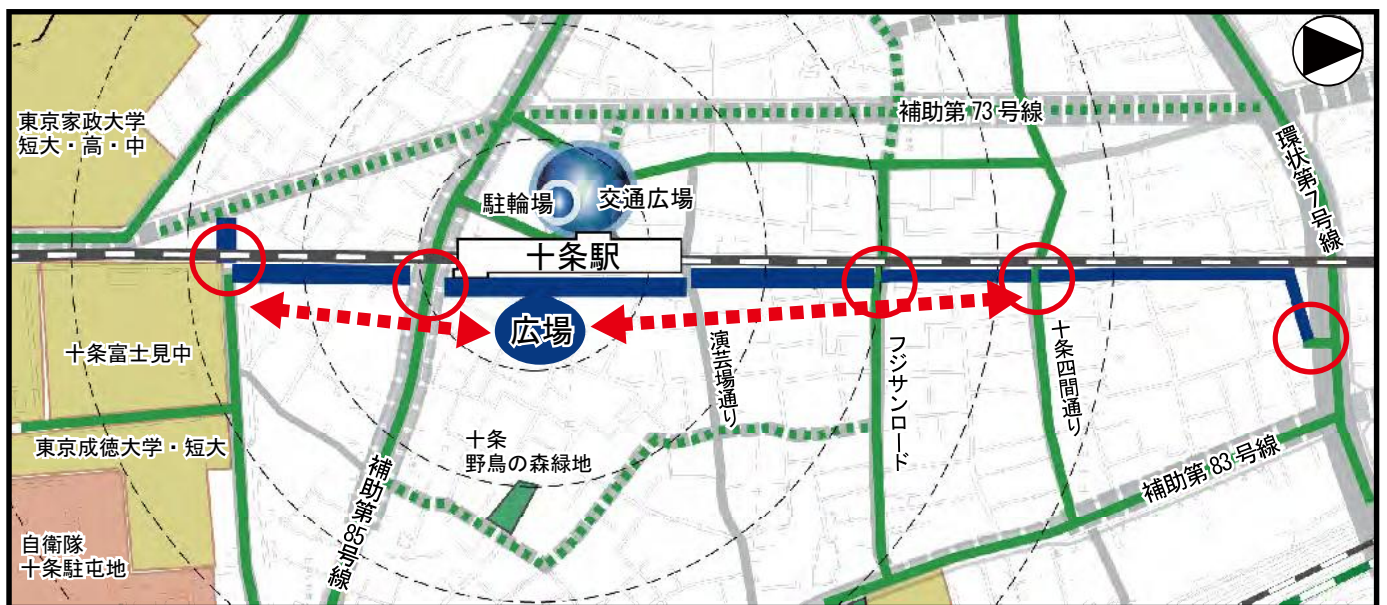 東京家政大学
短大・高・中
補助第73号線
環状第7号線
駐輪場
交通広場
十条駅
広場
十条富士見中
演芸場通り
フジサンロード
十条四間通り
東京成徳大学・短大
十条
野鳥の森緑地
補助第85号線
補助第83号線
自衛隊
十条駐屯地